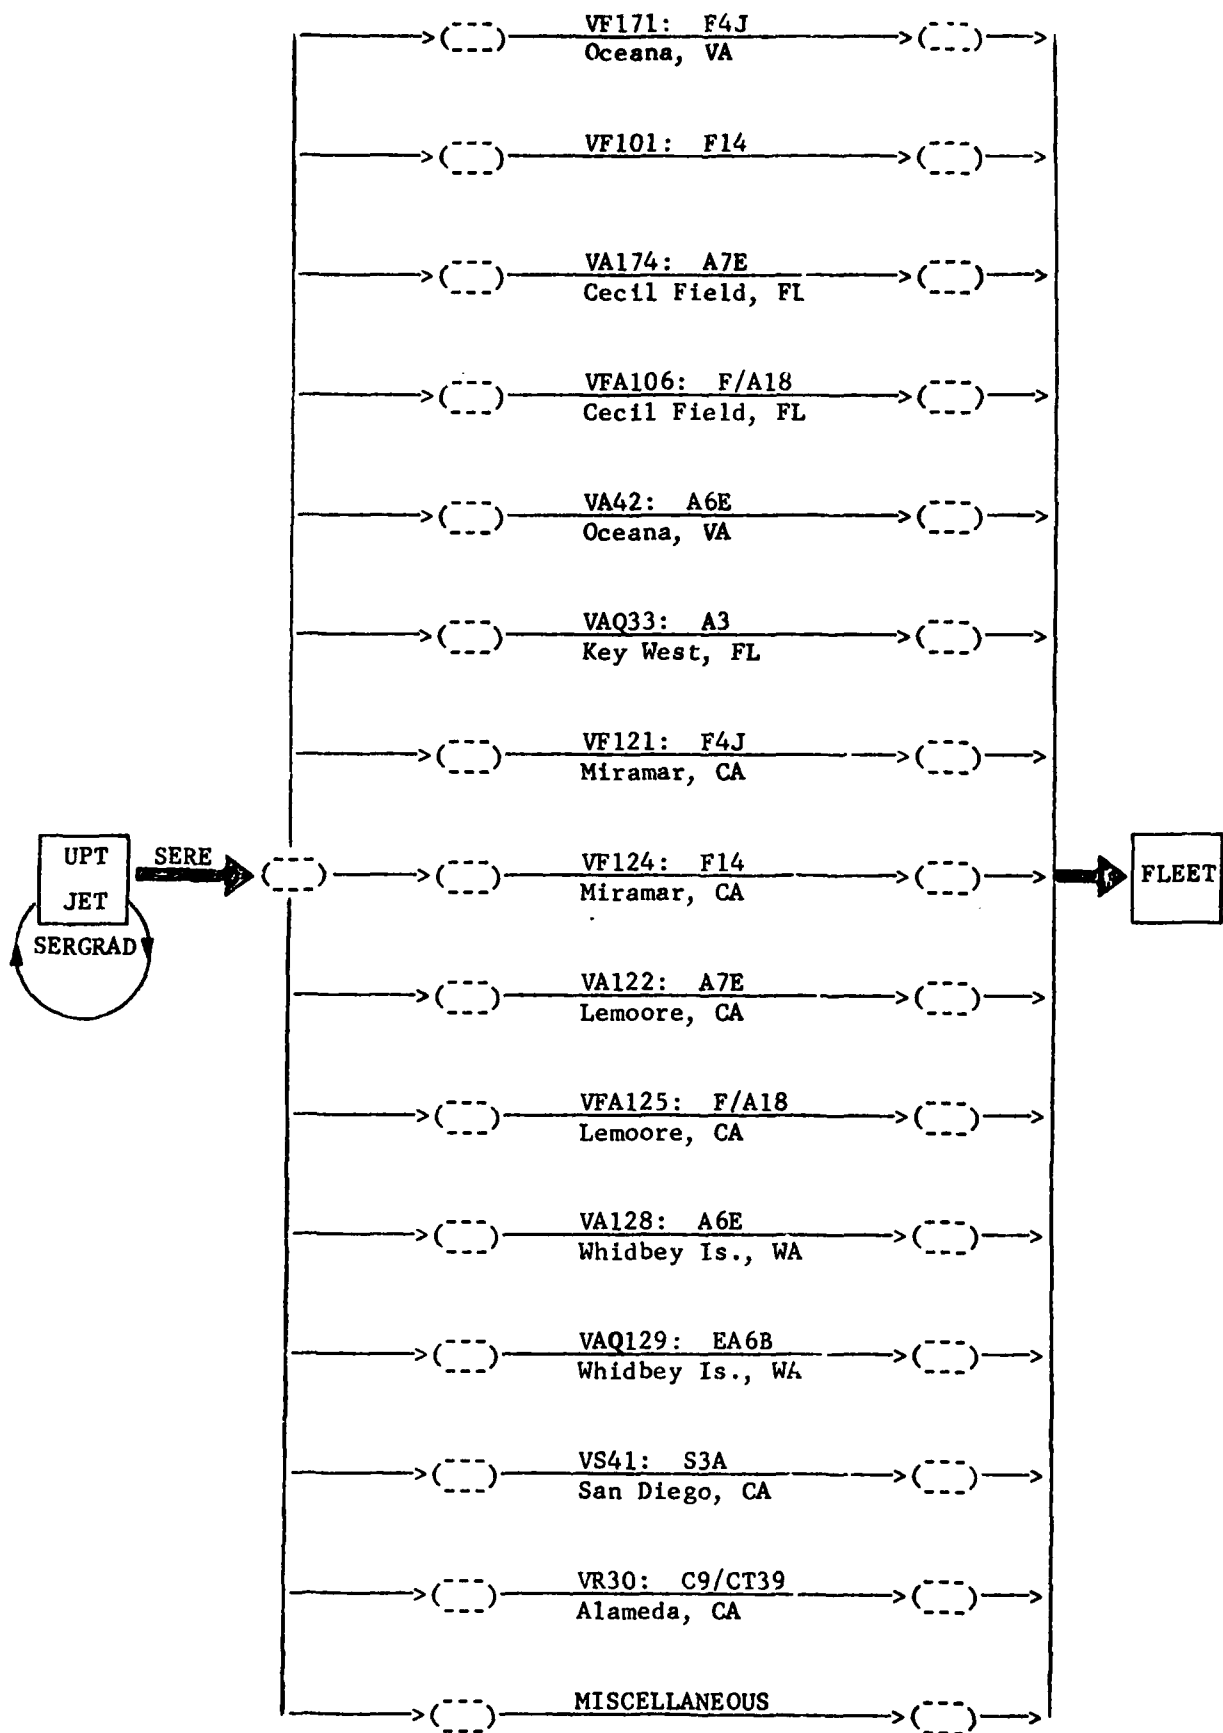 VF171: F4J
Oceana, VA
VF101: F14
VA174: A7E
Cecil Field, FL
VFA106: F/A18
Cecil Field, FL
VA42: A6E
Oceana, VA
VAQ33: A3
Key West, FL
VF121: F4J
Miramar, CA
UPT
JET
SERGRAD
SERE
VF124: F14
Miramar, CA
FLEET
VA122: A7E
Lemoore, CA
VFA125: F/A18
Lemoore, CA
VA128: A6E
Whidbey Is., WA
VAQ129: EA6B
Whidbey Is., WA
VS41: S3A
San Diego, CA
VR30: C9/CT39
Alameda, CA
MISCELLANEOUS